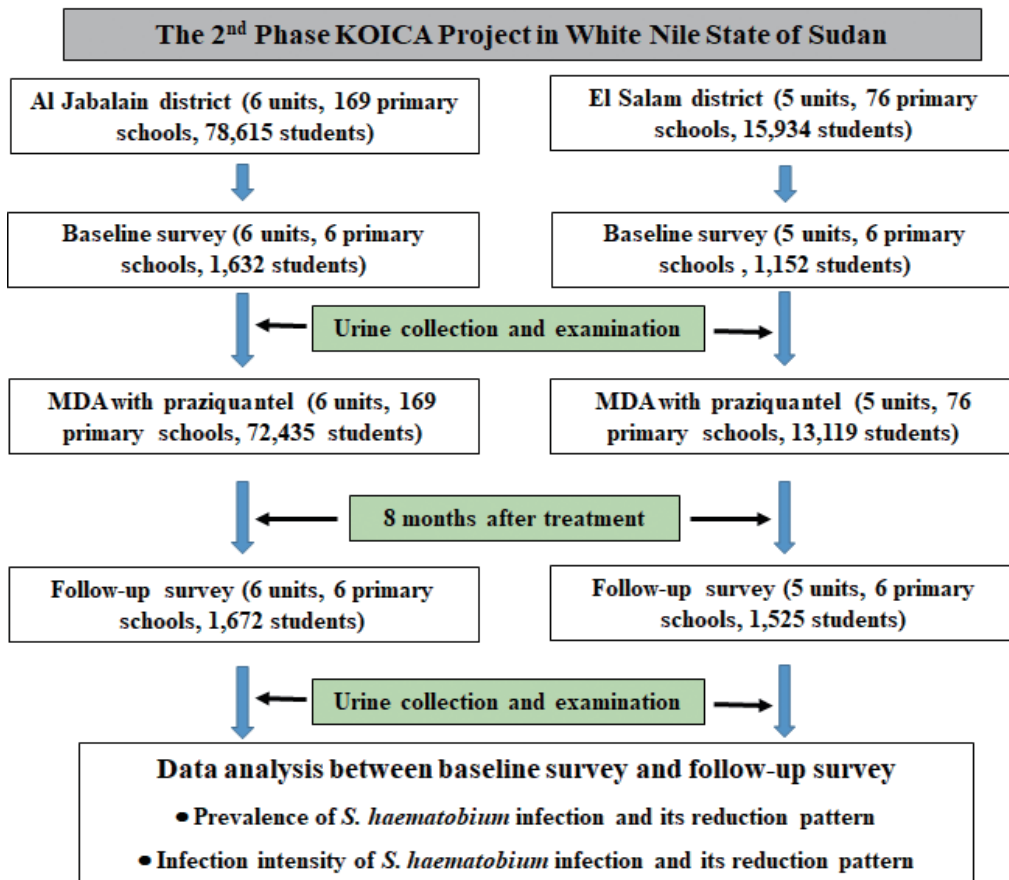 The 2nd Phase KOICA Project in White Nile State of Sudan
Al Jabalain district (6 units, 169 primary
schools, 78,615 students)
El Salam district (5 units, 76 primary
schools, 15,934 students)
Baseline survey (6 units, 6 primary
schools, 1,632 students)
Baseline survey (5 units, 6 primary
schools , 1,152 students)
Urine collection and examination
MDA with praziquantel (6 units, 169
primary schools, 72,435 students)
MDA with praziquantel (5 units, 76
primary schools, 13,119 students)
8 months after treatment
Follow-up survey (6 units, 6 primary
schools, 1,672 students)
Follow-up survey (5 units, 6 primary
schools, 1,525 students)
Urine collection and examination
Data analysis between baseline survey and follow-up survey
• Prevalence of S. haematobium infection and its reduction pattern
• Infection intensity of S. haematobium infection and its reduction pattern